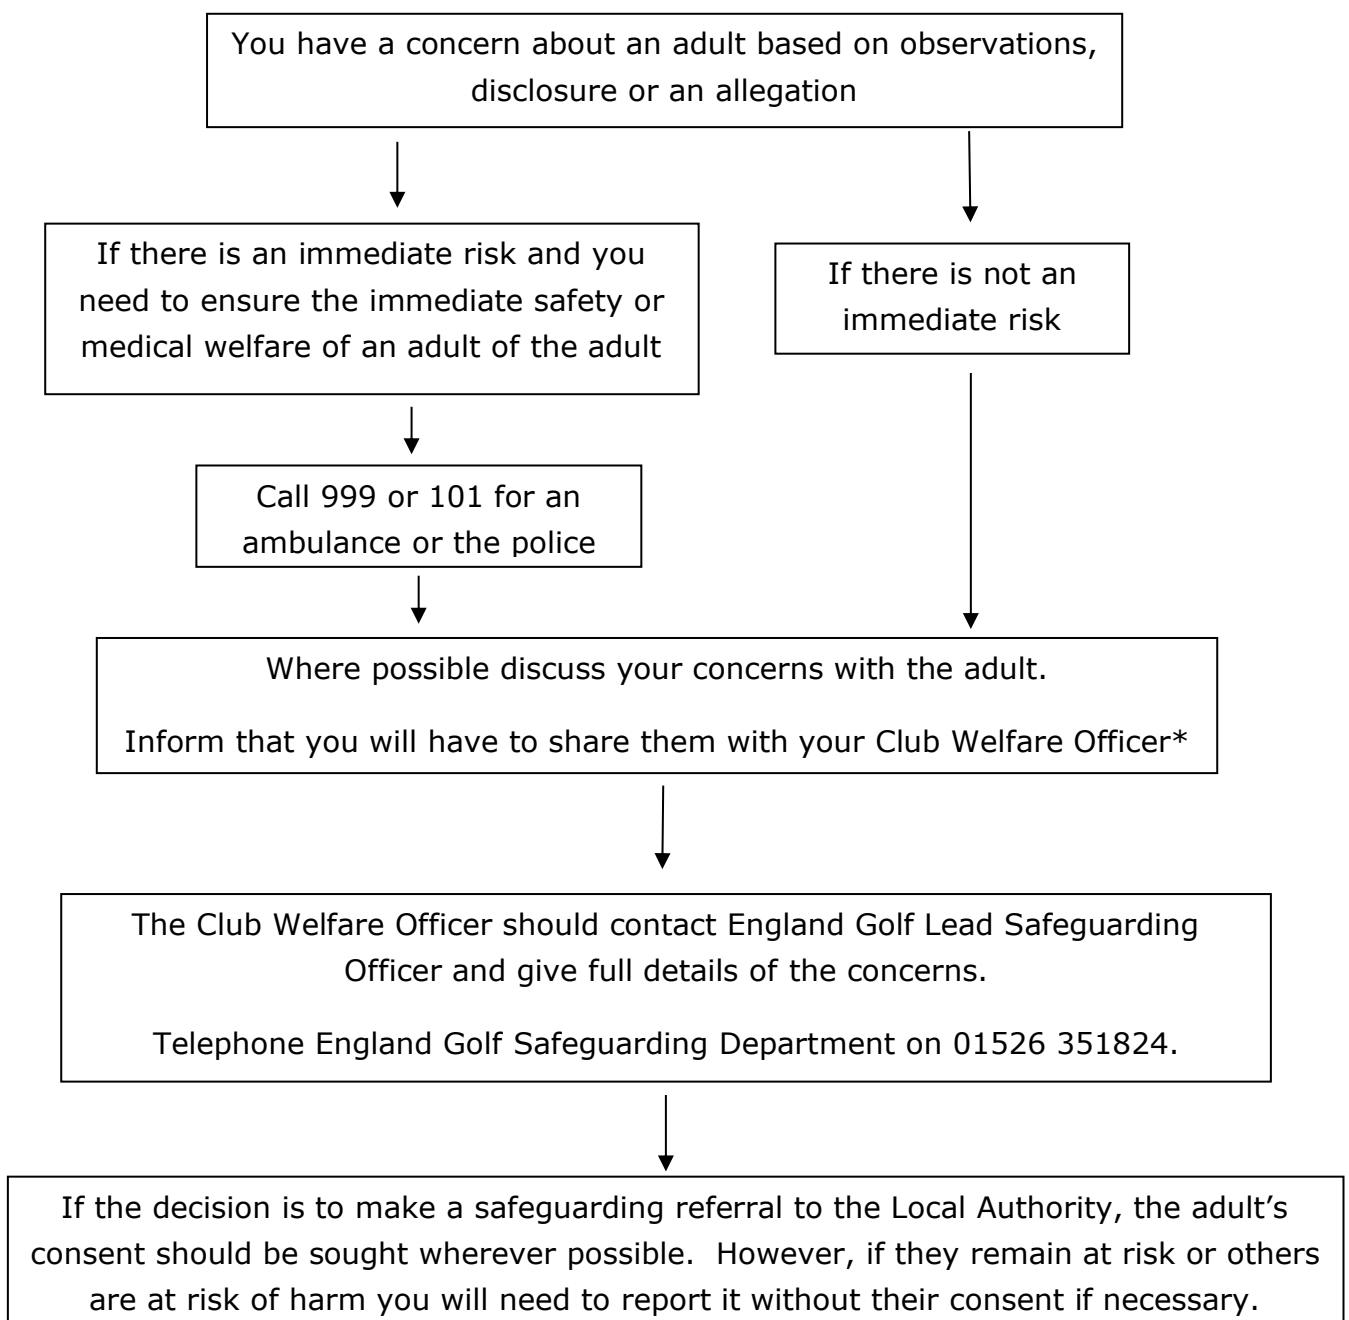 You have a concern about an adult based on observations,
disclosure or an allegation
If there is an immediate risk and you
need to ensure the immediate safety or
medical welfare of an adult of the adult
If there is not an
immediate risk
Call 999 or 101 for an
ambulance or the police
Where possible discuss your concerns with the adult.
Inform that you will have to share them with your Club Welfare Officer*
The Club Welfare Officer should contact England Golf Lead Safeguarding
Officer and give full details of the concerns.
Telephone England Golf Safeguarding Department on 01526 351824.
If the decision is to make a safeguarding referral to the Local Authority, the adult’s
consent should be sought wherever possible.  However, if they remain at risk or others
are at risk of harm you will need to report it without their consent if necessary.